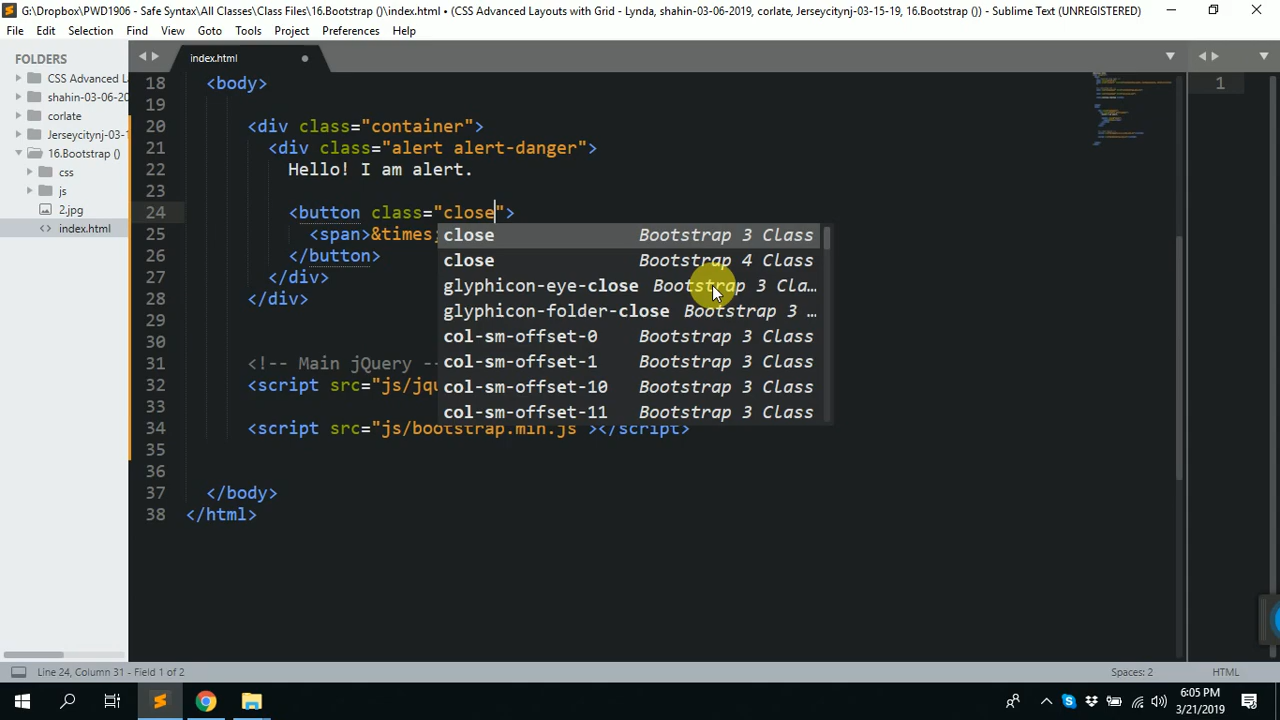 G:\Dropbox\PWD1906 - Safe Syntax\All Classes\Class Files\16.Bootstrap ()\index.html • (CSS Advanced Layouts with Grid - Lynda, shahin-03-06-2019, corlate, Jerseycitynj-03-15-19, 16.Bootstrap ()) - Sublime Text (UNREGISTERED)
File Edit Selection Find View Goto Tools Project Preferences Help
FOLDERS
CSS Advanced La
shahin-03-06-20
corlate
Jerseycitynj-03-1
16.Bootstrap ()
css
js
2.jpg
index.html
index.html
18 <body>
19
20 <div class="container">
21 <div class="alert alert-danger">
22 Hello! I am alert.
23
24 <button class="close">
25 <span>&times;
26 </button>
27 </div>
28 </div>
29
30
31 <!-- Main jQuery --
32 <script src="js/jqu
33
34 <script src="js/bootstrap.min.js"></script>
35
36
37 </body>
38 </html>
close Bootstrap 3 Class
close Bootstrap 4 Class
glyphicon-eye-close Bootstrap 3 Cla…
glyphicon-folder-close Bootstrap 3 …
col-sm-offset-0 Bootstrap 3 Class
col-sm-offset-1 Bootstrap 3 Class
col-sm-offset-10 Bootstrap 3 Class
col-sm-offset-11 Bootstrap 3 Class
1
Line 24, Column 31 - Field 1 of 2
Spaces: 2
HTML
6:05 PM
3/21/2019